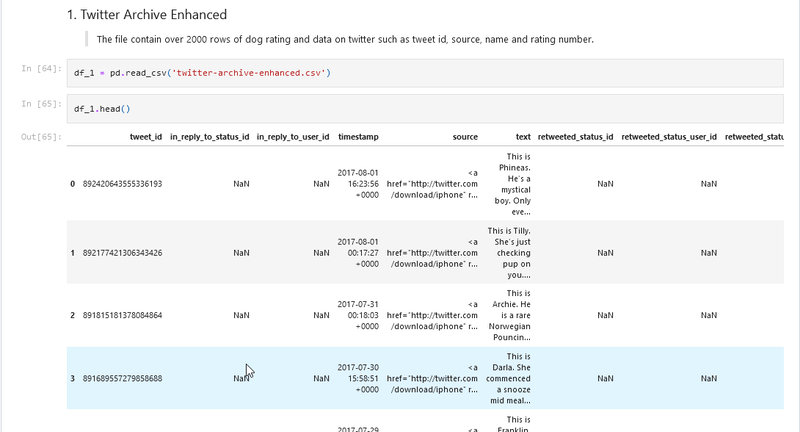 1. Twitter Archive Enhanced
The file contain over 2000 rows of dog rating and data on twitter such as tweet id, source, name and rating number.
In [64]: df_1 = pd.read_csv('twitter-archive-enhanced.csv')
In [65]: df_1.head()
Out[65]:
tweet_id in_reply_to_status_id in_reply_to_user_id timestamp source text retweeted_status_id retweeted_status_user_id retweeted_statu
This is
Phineas.
2017-08-01 <a He's a
0 892420643555336193 NaN NaN 16:23:56 href="http://twitter.com mystical NaN NaN
+0000 /download/iphone" r... boy. Only
eve...
This is Tilly.
2017-08-01 <a She's just
1 892177421306343426 NaN NaN 00:17:27 href="http://twitter.com checking NaN NaN
+0000 /download/iphone" r... pup on
you....
This is
2017-07-31 <a Archie. He
2 891815181378084864 NaN NaN 00:18:03 href="http://twitter.com is a rare NaN NaN
+0000 /download/iphone" r... Norwegian
Pouncin...
This is
2017-07-30 <a Darla. She
3 891689557279858688 NaN NaN 15:58:51 href="http://twitter.com commenced NaN NaN
+0000 /download/iphone" r... a snooze
mid meal...
This is
2017-07-29 <a Franklin.